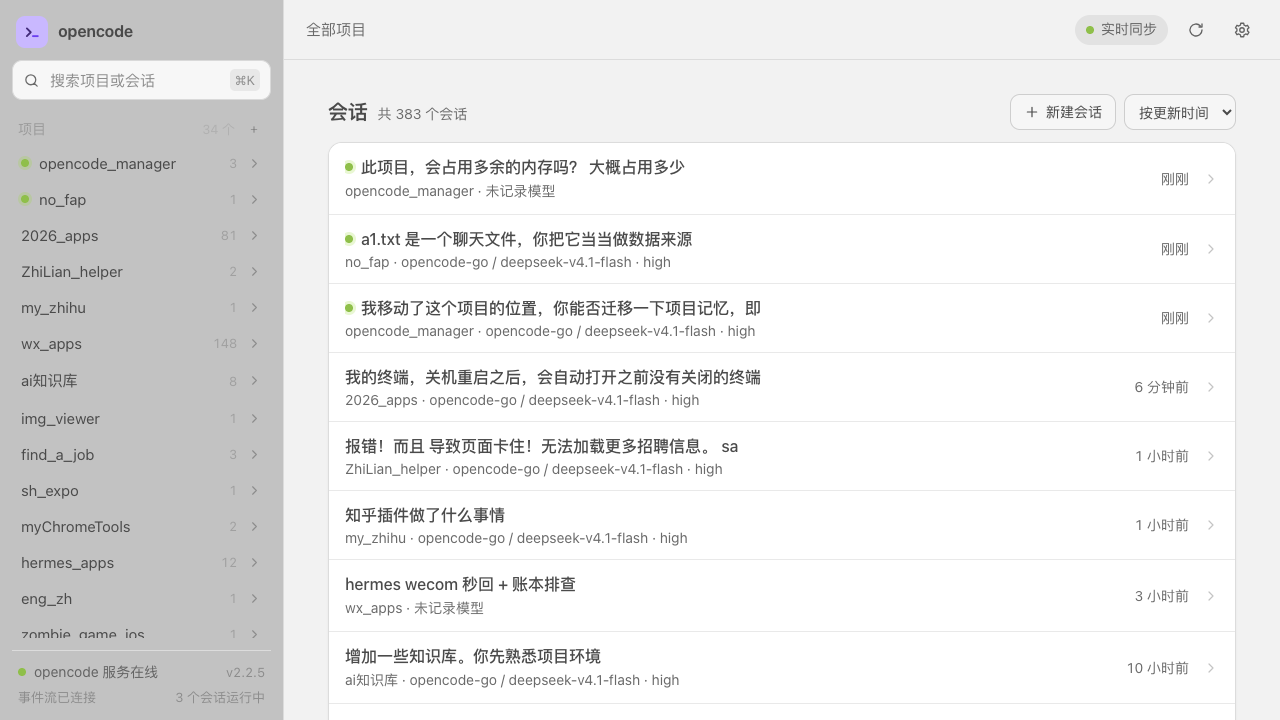 opencode
搜索项目或会话 ⌘K
项目 34 个 +
opencode_manager 3
no_fap 1
2026_apps 81
ZhiLian_helper 2
my_zhihu 1
wx_apps 148
ai知识库 8
img_viewer 1
find_a_job 3
sh_expo 1
myChromeTools 2
hermes_apps 12
eng_zh 1
zombie_game_ios 1
opencode 服务在线 v2.2.5
事件流已连接 3 个会话运行中
全部项目 实时同步
会话 共 383 个会话 + 新建会话 按更新时间
此项目，会占用多余的内存吗？ 大概占用多少
opencode_manager · 未记录模型 刚刚
a1.txt 是一个聊天文件，你把它当当做数据来源
no_fap · opencode-go / deepseek-v4.1-flash · high 刚刚
我移动了这个项目的位置，你能否迁移一下项目记忆，即
opencode_manager · opencode-go / deepseek-v4.1-flash · high 刚刚
我的终端，关机重启之后，会自动打开之前没有关闭的终端
2026_apps · opencode-go / deepseek-v4.1-flash · high 6 分钟前
报错！而且 导致页面卡住！无法加载更多招聘信息。 sa
ZhiLian_helper · opencode-go / deepseek-v4.1-flash · high 1 小时前
知乎插件做了什么事情
my_zhihu · opencode-go / deepseek-v4.1-flash · high 1 小时前
hermes wecom 秒回 + 账本排查
wx_apps · 未记录模型 3 小时前
增加一些知识库。你先熟悉项目环境
ai知识库 · opencode-go / deepseek-v4.1-flash · high 10 小时前